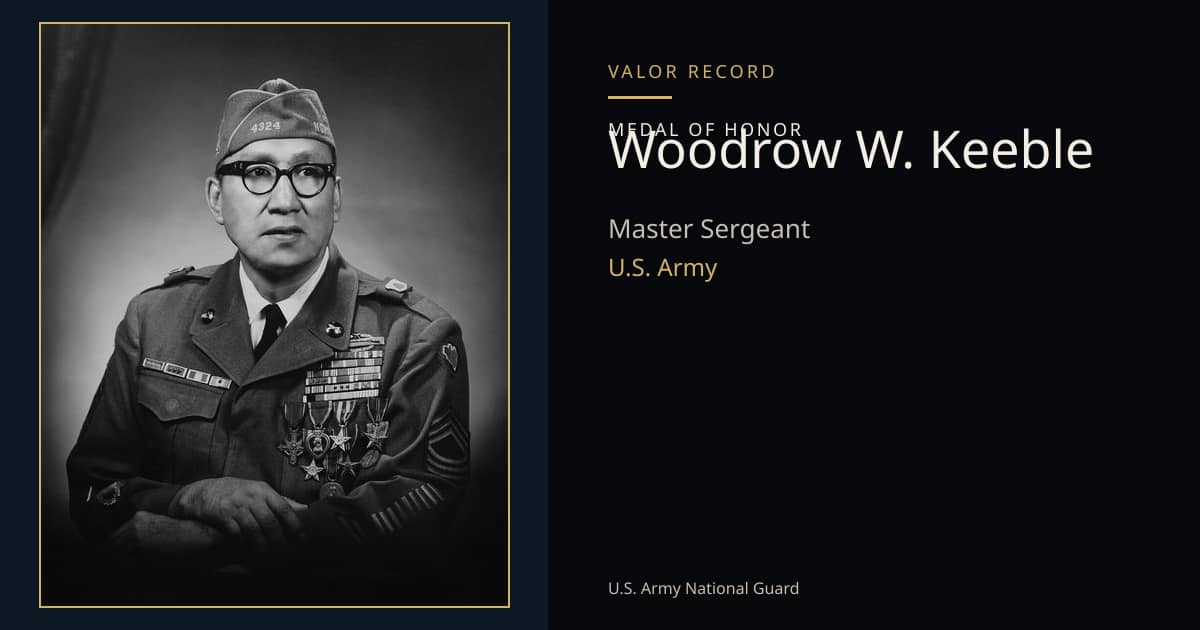 VALOR RECORD
MEDAL OF HONOR
Woodrow W. Keeble
Master Sergeant
U.S. Army
U.S. Army National Guard
4324